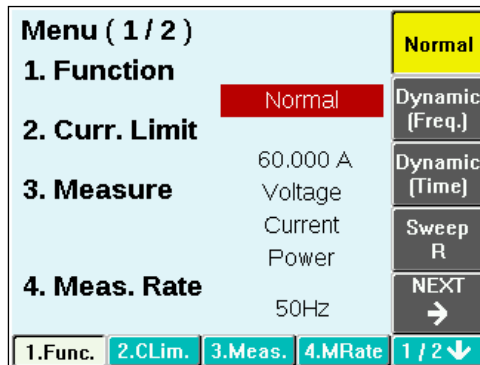 Menu ( 1 / 2 )
1. Function
Normal
2. Curr. Limit
60.000 A
3. Measure
Voltage
Current
Power
4. Meas. Rate
50Hz
Normal
Dynamic
(Freq.)
Dynamic
(Time)
Sweep
R
NEXT
→
1.Func. 2.CLim. 3.Meas. 4.MRate 1 / 2 ↓